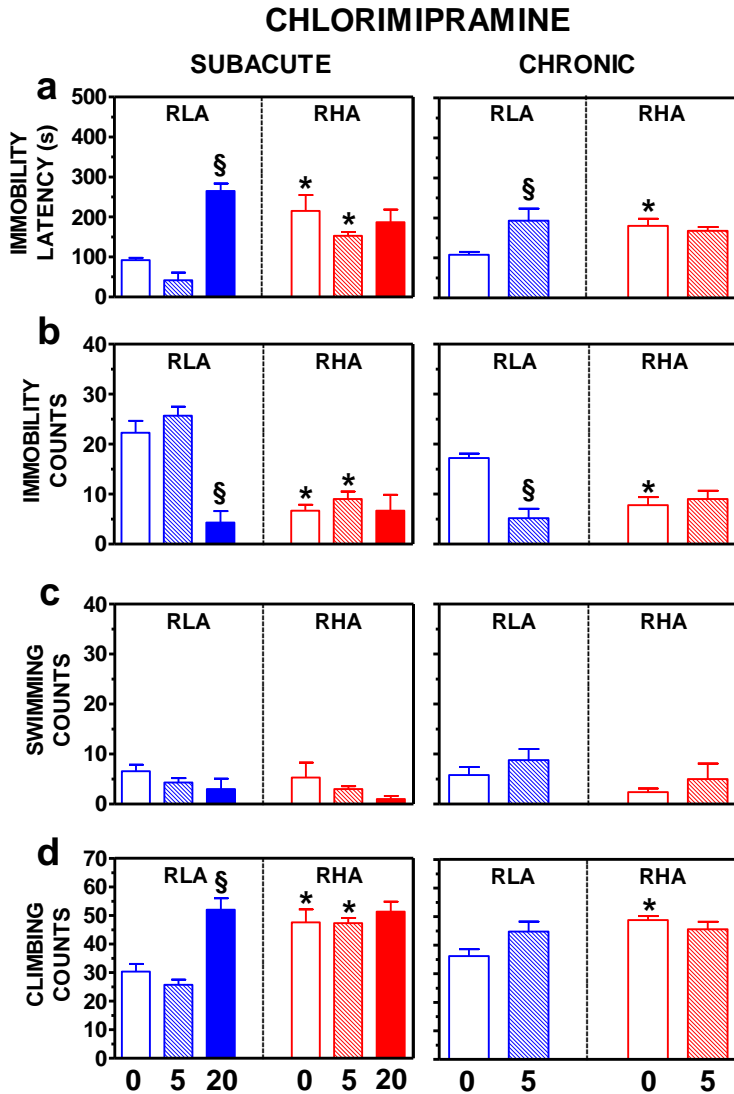 CHLORIMIPRAMINE
SUBACUTE CHRONIC
a
IMMOBILITY
LATENCY (s)
500
400
300
200
100
0
RLA RHA RLA RHA
§ * * § *
b
IMMOBILITY
COUNTS
40
30
20
10
0
RLA RHA RLA RHA
§ * * § *
c
SWIMMING
COUNTS
40
30
20
10
0
RLA RHA RLA RHA
d
CLIMBING
COUNTS
70
60
50
40
30
20
10
0
RLA RHA RLA RHA
§ * * *
0 5 20 0 5 20 0 5 0 5